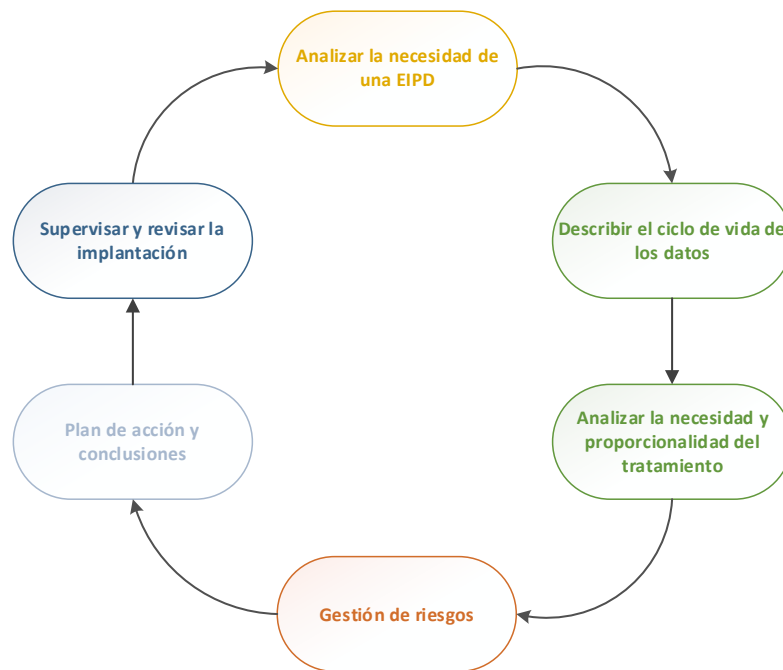 Analizar la necesidad de
una EIPD
Describir el ciclo de vida de
los datos
Analizar la necesidad y
proporcionalidad del
tratamiento
Gestión de riesgos
Plan de acción y
conclusiones
Supervisar y revisar la
implantación